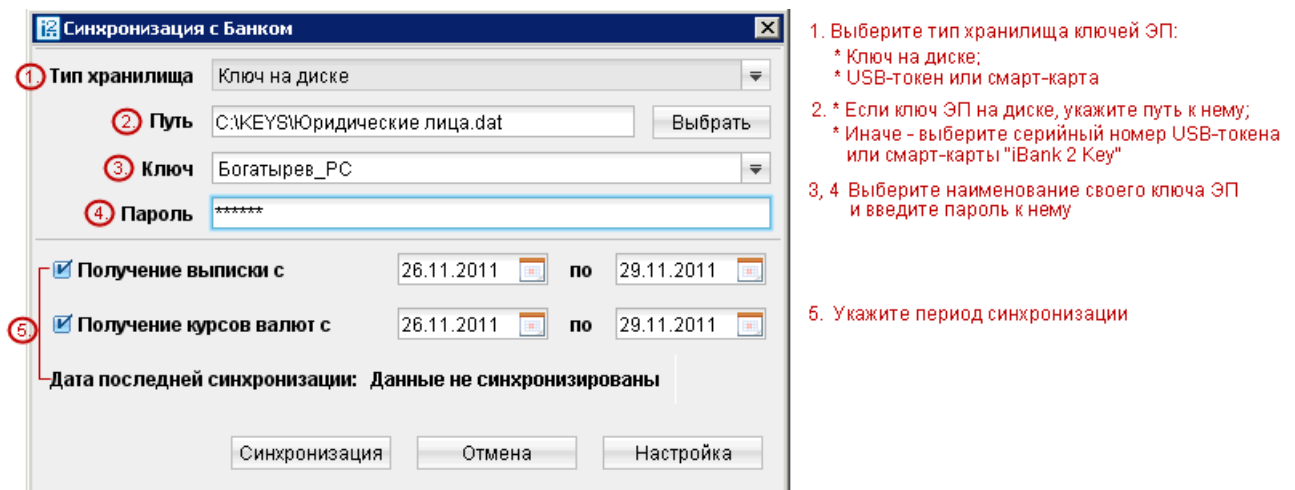 Синхронизация с Банком
1. Тип хранилища Ключ на диске
2. Путь C:\KEYS\Юридические лица.dat Выбрать
3. Ключ Богатырев_РС
4. Пароль ******
Получение выписки с 26.11.2011 по 29.11.2011
5. Получение курсов валют с 26.11.2011 по 29.11.2011
Дата последней синхронизации: Данные не синхронизированы
Синхронизация Отмена Настройка
1. Выберите тип хранилища ключей ЭП:
* Ключ на диске;
* USB-токен или смарт-карта
2. * Если ключ ЭП на диске, укажите путь к нему;
* Иначе - выберите серийный номер USB-токена
или смарт-карты "iBank 2 Key"
3, 4 Выберите наименование своего ключа ЭП
и введите пароль к нему
5. Укажите период синхронизации